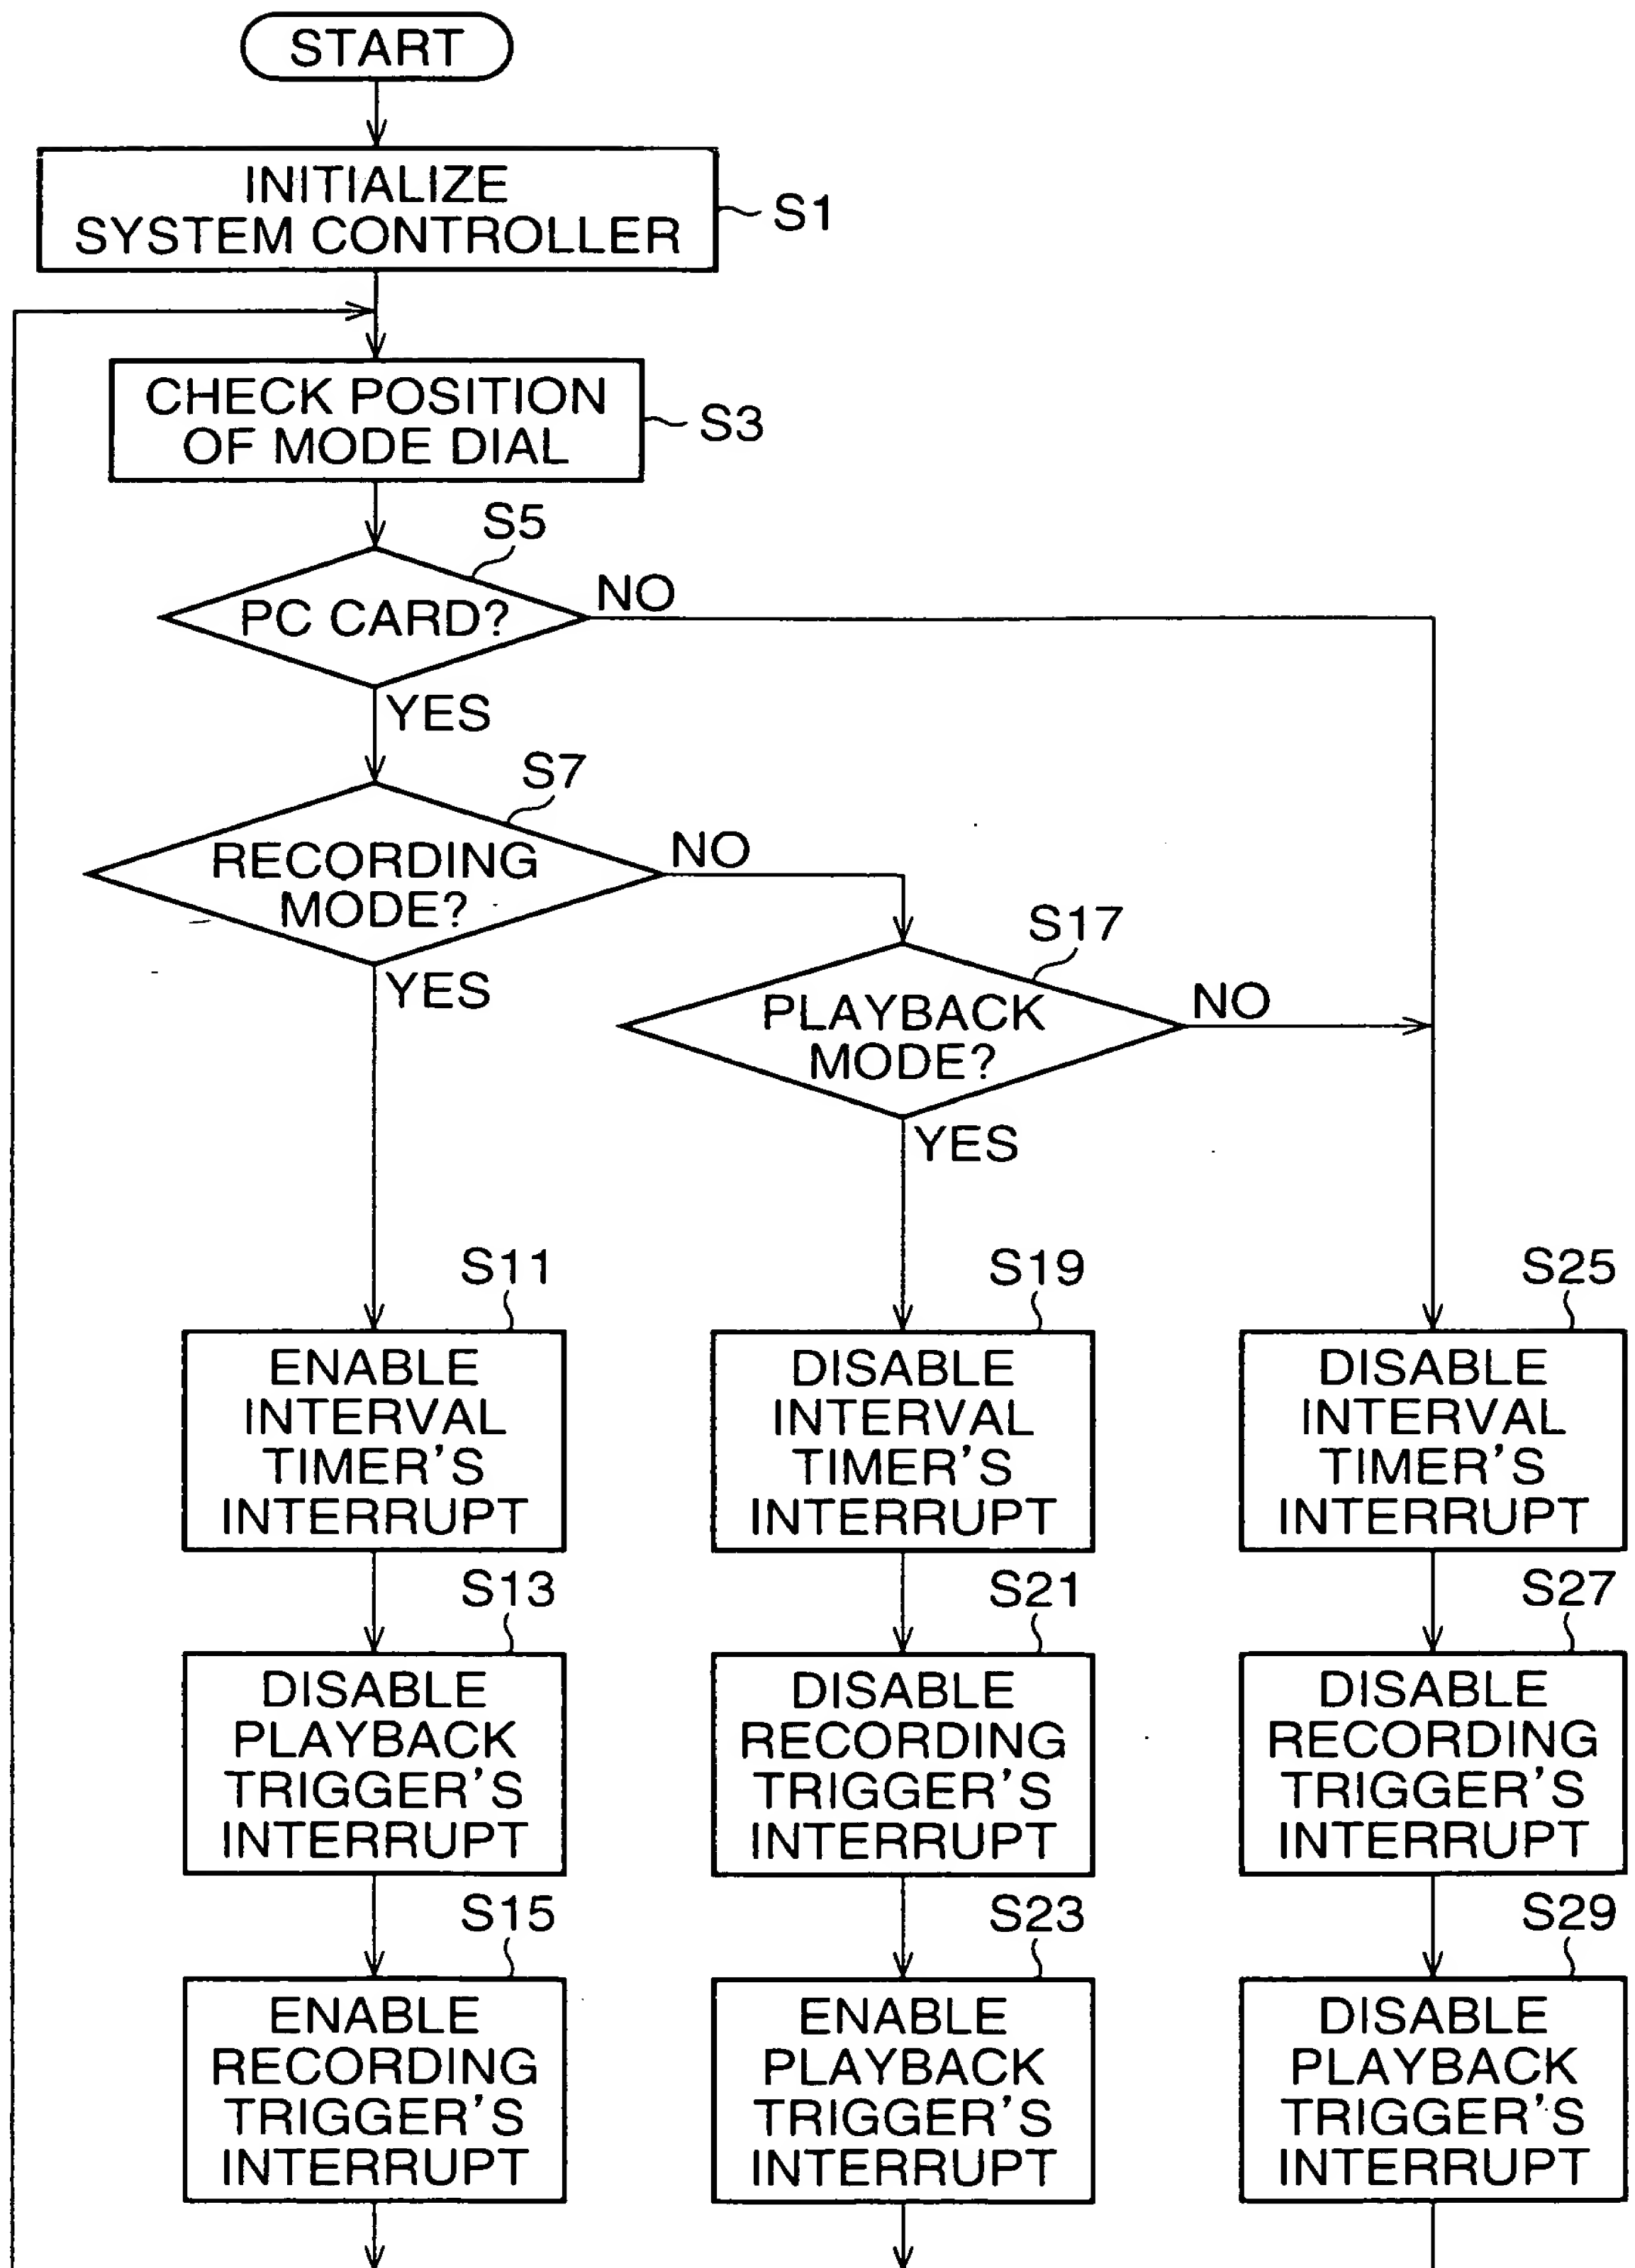 START
INITIALIZE
SYSTEM CONTROLLER
S1
CHECK POSITION
OF MODE DIAL
S3
S5
PC CARD?
NO
YES
S7
RECORDING
MODE?
NO
YES
S17
PLAYBACK
MODE?
NO
YES
S11
ENABLE
INTERVAL
TIMER'S
INTERRUPT
S13
DISABLE
PLAYBACK
TRIGGER'S
INTERRUPT
S15
ENABLE
RECORDING
TRIGGER'S
INTERRUPT
S19
DISABLE
INTERVAL
TIMER'S
INTERRUPT
S21
DISABLE
RECORDING
TRIGGER'S
INTERRUPT
S23
ENABLE
PLAYBACK
TRIGGER'S
INTERRUPT
S25
DISABLE
INTERVAL
TIMER'S
INTERRUPT
S27
DISABLE
RECORDING
TRIGGER'S
INTERRUPT
S29
DISABLE
PLAYBACK
TRIGGER'S
INTERRUPT